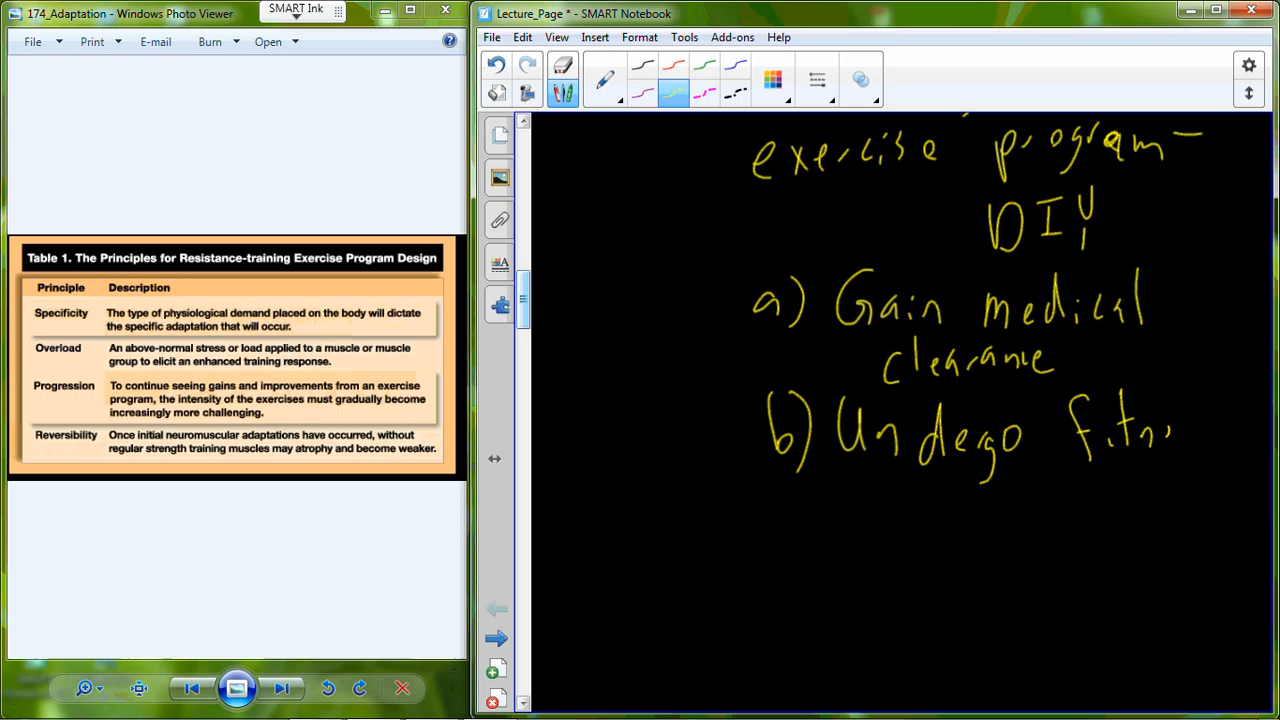 174_Adaptation - Windows Photo Viewer
SMART Ink
File Print E-mail Burn Open
Table 1. The Principles for Resistance-training Exercise Program Design
Principle Description
Specificity The type of physiological demand placed on the body will dictate
the specific adaptation that will occur.
Overload An above-normal stress or load applied to a muscle or muscle
group to elicit an enhanced training response.
Progression To continue seeing gains and improvements from an exercise
program, the intensity of the exercises must gradually become
increasingly more challenging.
Reversibility Once initial neuromuscular adaptations have occurred, without
regular strength training muscles may atrophy and become weaker.
Lecture_Page * - SMART Notebook
File Edit View Insert Format Tools Add-ons Help
exercise program -
DIY
a) Gain medical
clearance
b) Undergo fitn